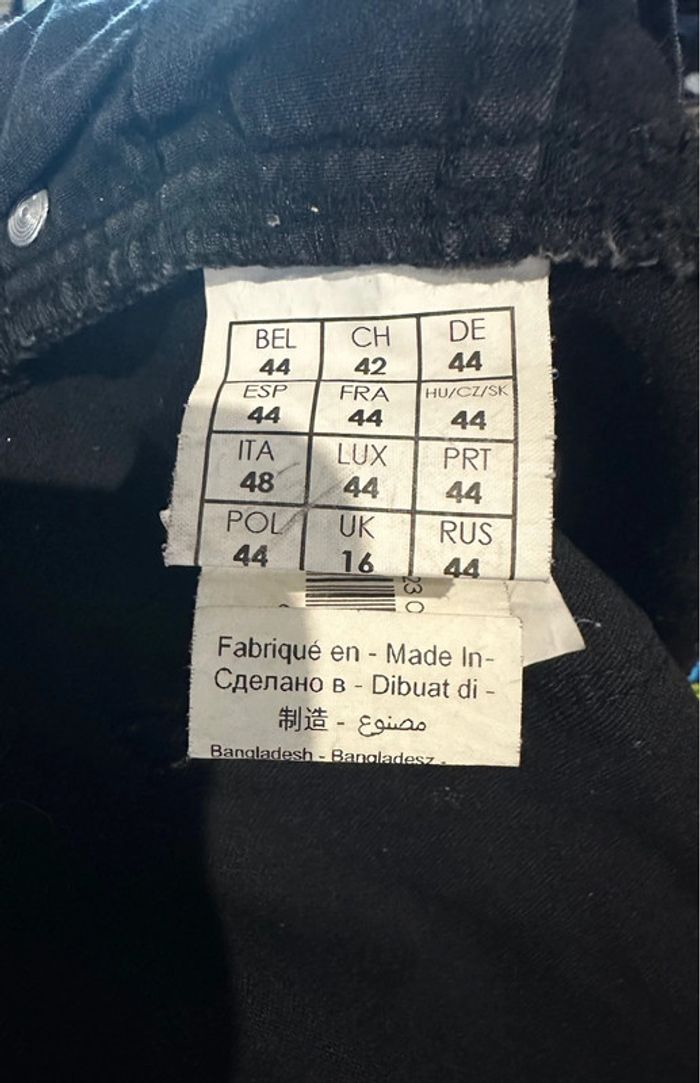 BEL CH DE
44 42 44
ESP FRA HU/CZ/SK
44 44 44
ITA LUX PRT
48 44 44
POL UK RUS
44 16 44
23 0
Fabriqué en - Made In-
Сделано в - Dibuat di -
制造 - مصنوع
Bangladesh - Bangladesz -